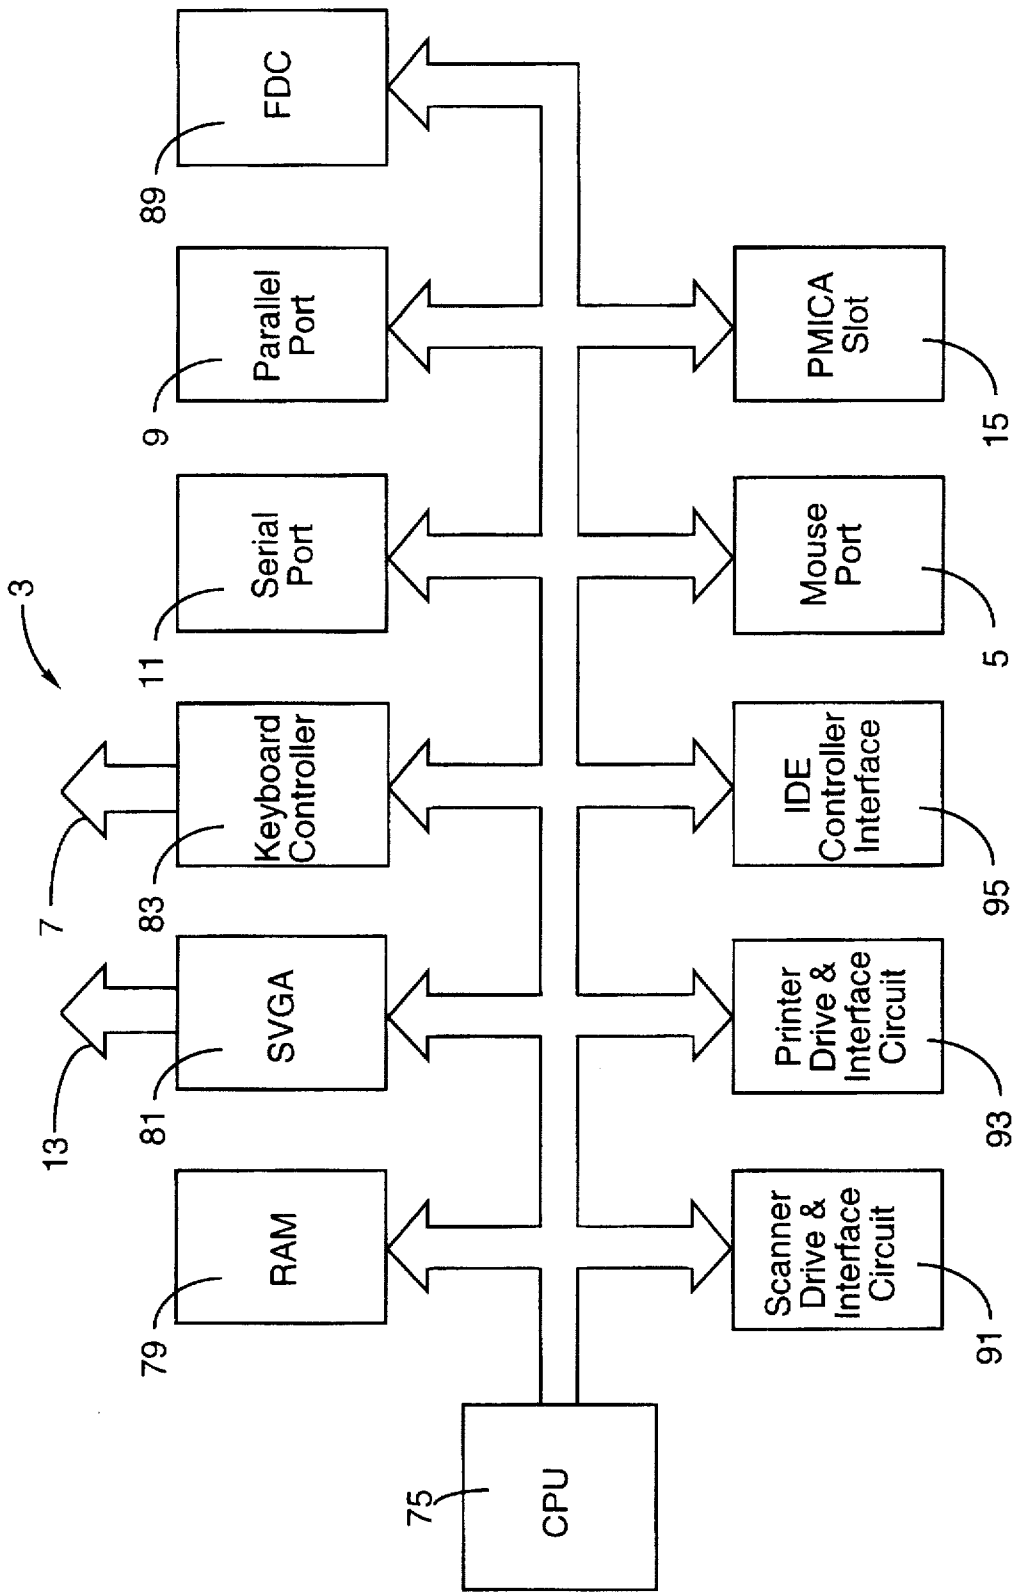 3
7
13
FDC
89
Parallel
Port
9
Serial
Port
11
Keyboard
Controller
83
SVGA
81
RAM
79
CPU
75
PMICA
Slot
15
Mouse
Port
5
IDE
Controller
Interface
95
Printer
Drive &
Interface
Circuit
93
Scanner
Drive &
Interface
Circuit
91